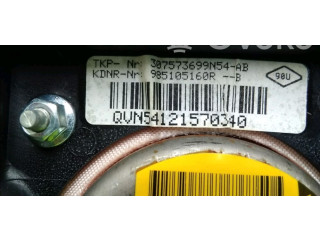 TKP- Nr: 307573699N54-AB
KDNR-Nr: 985105160R --B
90U
QVN54121570340